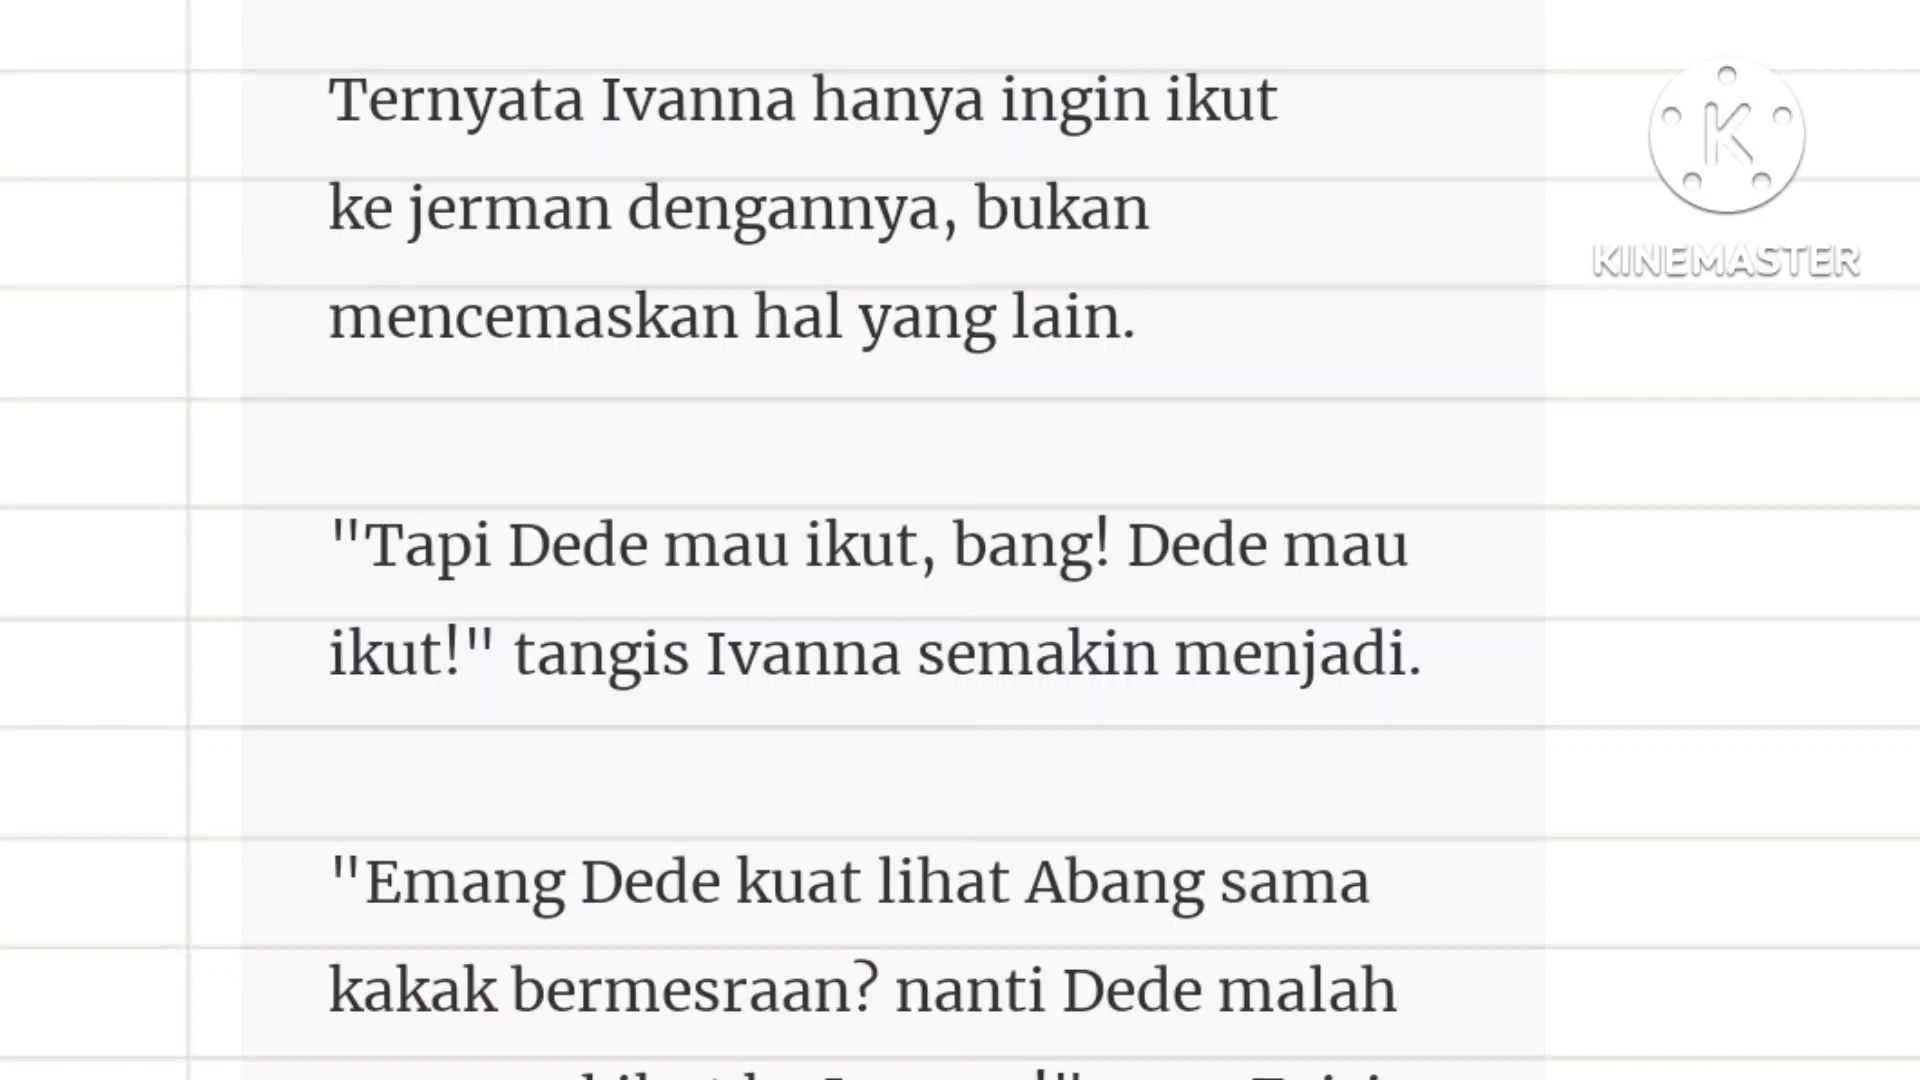 Ternyata Ivanna hanya ingin ikut
ke jerman dengannya, bukan
mencemaskan hal yang lain.
"Tapi Dede mau ikut, bang! Dede mau
ikut!" tangis Ivanna semakin menjadi.
"Emang Dede kuat lihat Abang sama
kakak bermesraan? nanti Dede malah
K
KINEMASTER